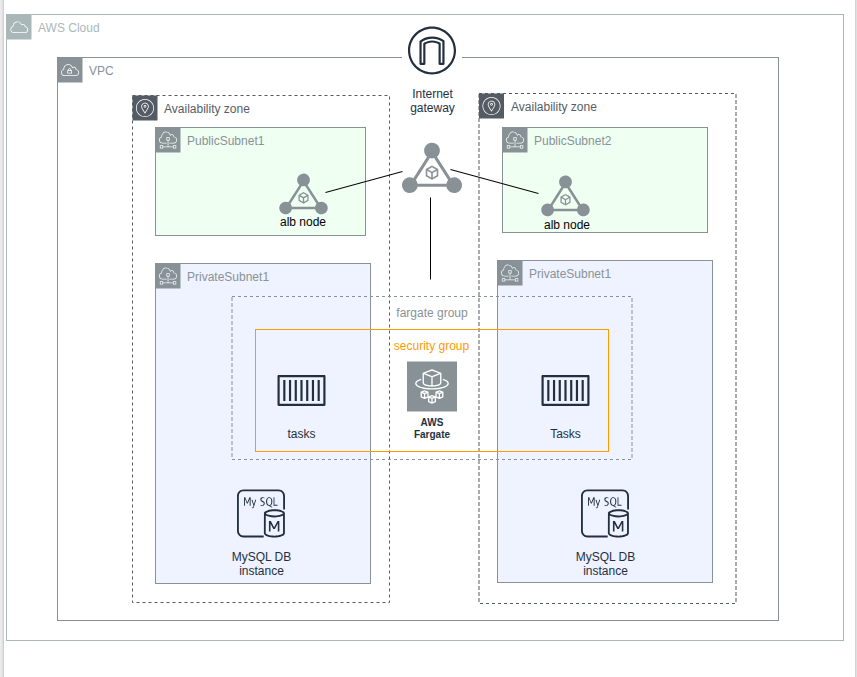 AWS Cloud
VPC
Internet
gateway
Availability zone
Availability zone
PublicSubnet1
PublicSubnet2
alb node
alb node
PrivateSubnet1
PrivateSubnet1
fargate group
security group
AWS
Fargate
tasks
Tasks
My SQL
M
MySQL DB
instance
My SQL
M
MySQL DB
instance